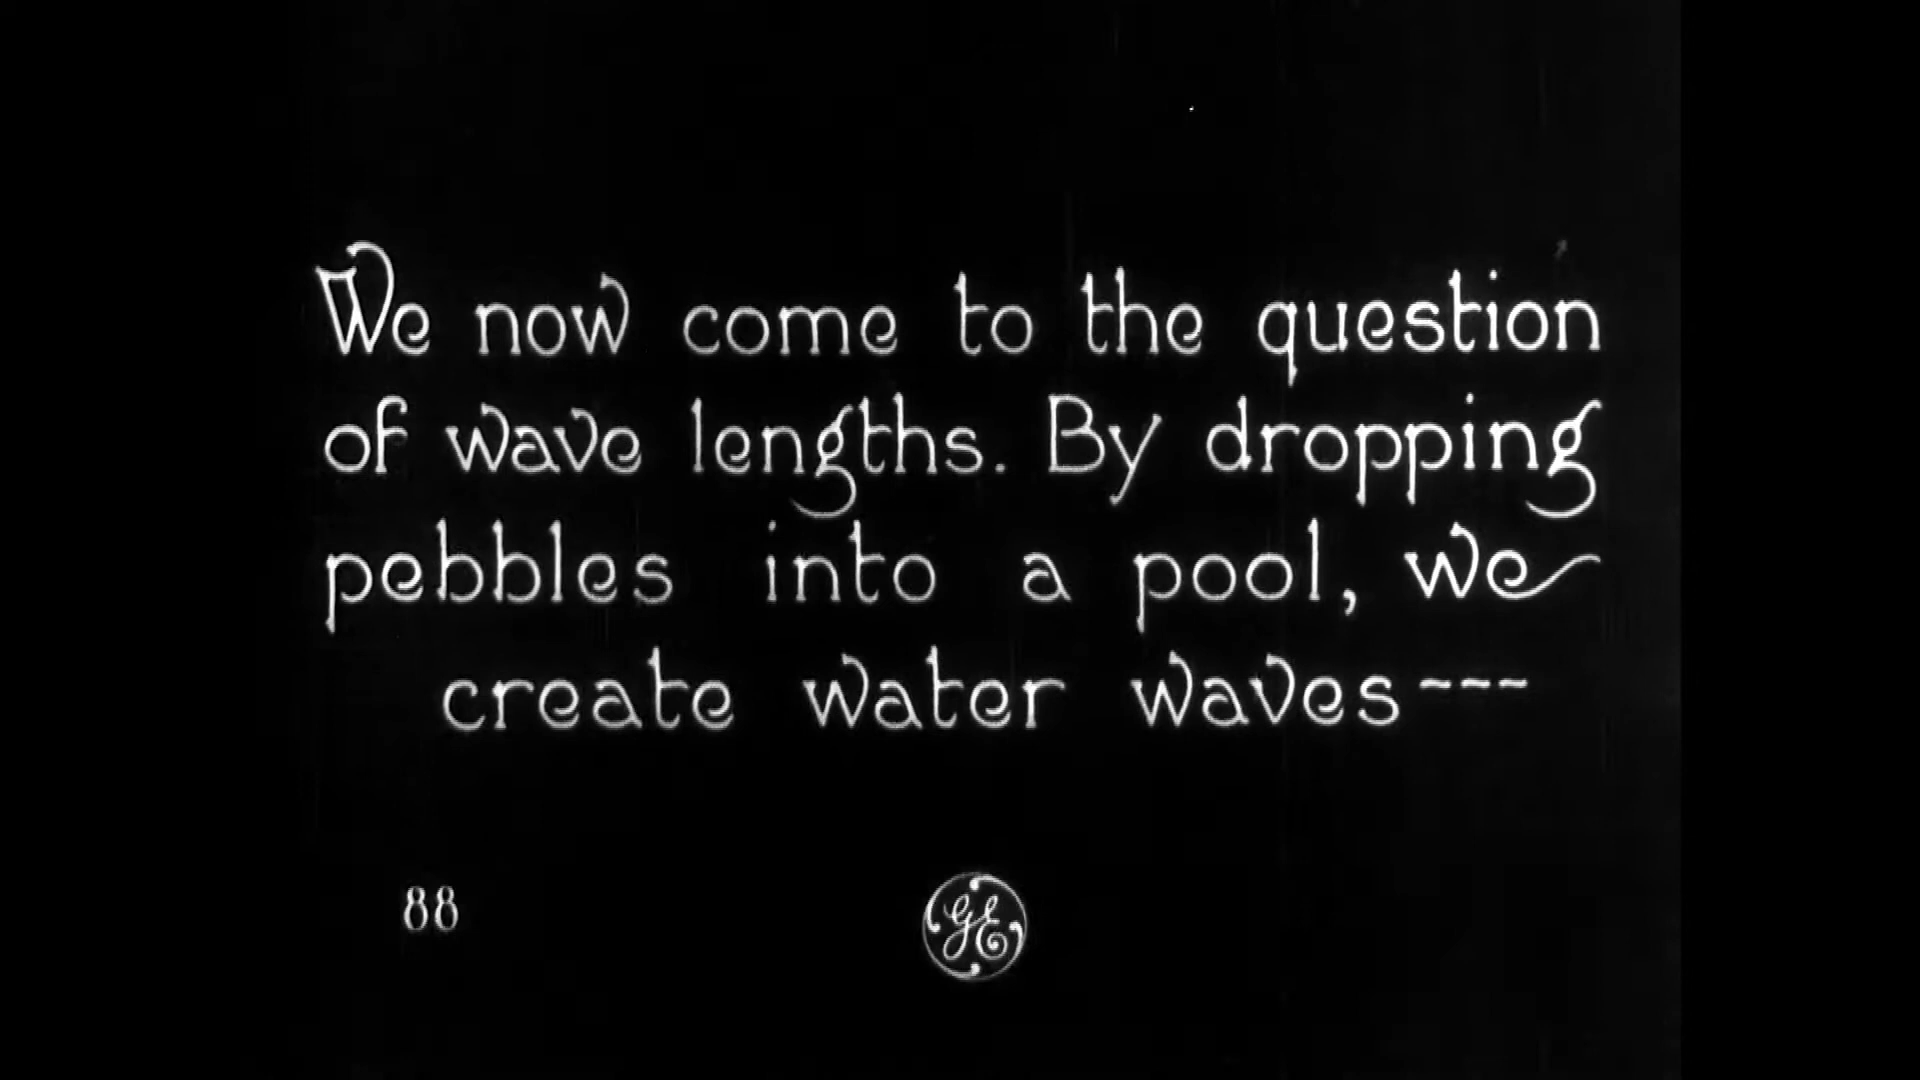 We now come to the question
of wave lengths. By dropping
pebbles into a pool, we
create water waves---
88
GE